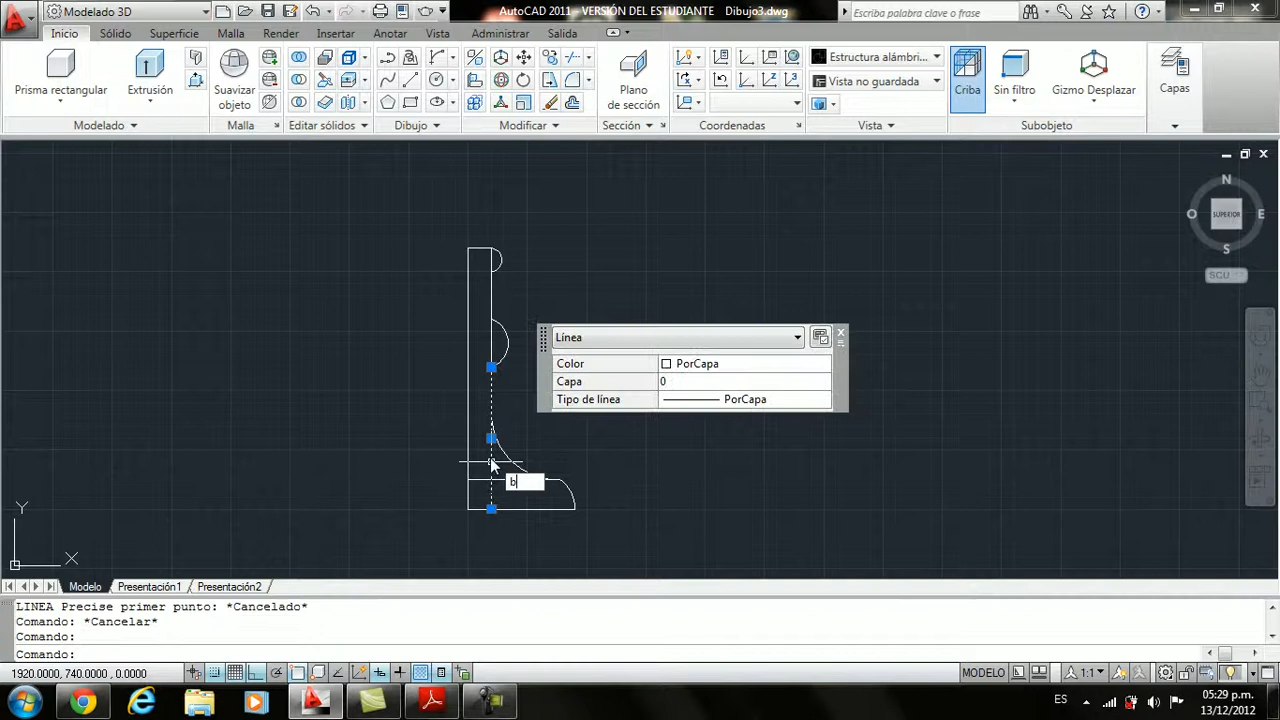 Modelado 3D
AutoCAD 2011 – VERSIÓN DEL ESTUDIANTE Dibujo3.dwg
Escriba palabra clave o frase
Inicio Sólido Superficie Malla Render Insertar Anotar Vista Administrar Salida
Prisma rectangular
Extrusión
Suavizar
objeto
Plano
de sección
Estructura alámbri...
Vista no guardada
Criba
Sin filtro
Gizmo Desplazar
Capas
Modelado
Malla
Editar sólidos
Dibujo
Modificar
Sección
Coordenadas
Vista
Subobjeto
N
O
SUPERIOR
E
S
SCU
Línea
Color PorCapa
Capa 0
Tipo de línea PorCapa
b
Y
X
Modelo Presentación1 Presentación2
LINEA Precise primer punto: *Cancelado*
Comando: *Cancelar*
Comando:
Comando:
1920.0000, 740.0000, 0.0000
MODELO
1:1
ES
05:29 p.m.
13/12/2012